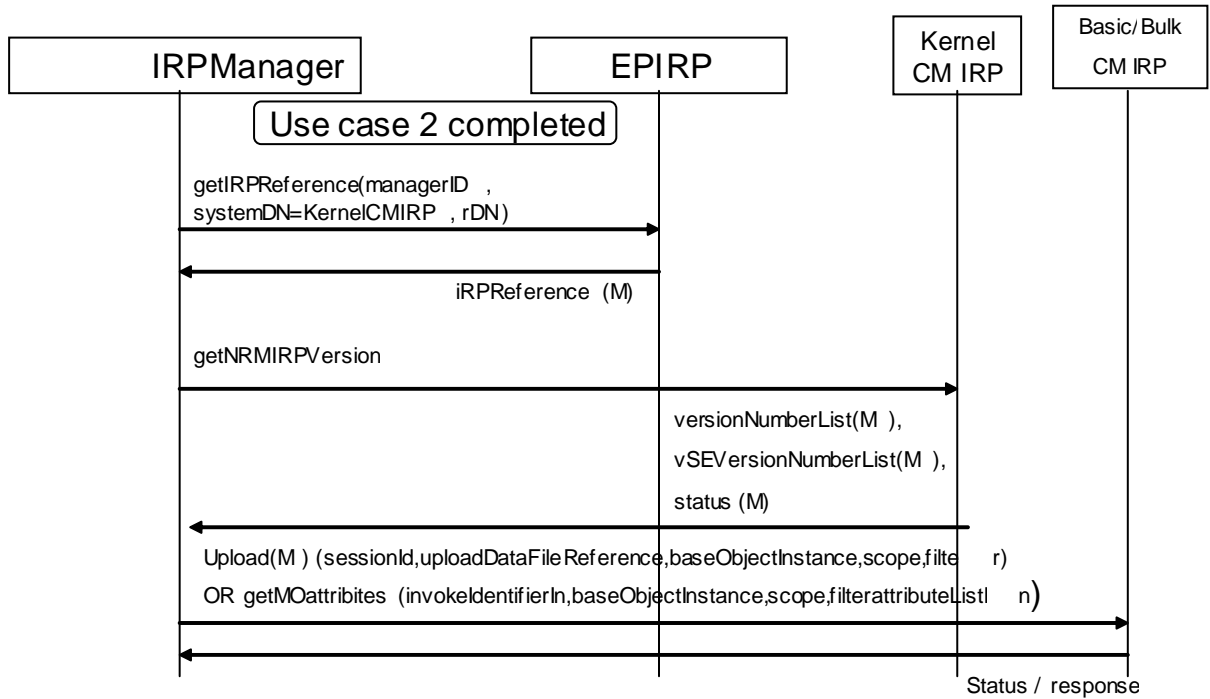 IRPManager
EPIRP
Kernel
CM IRP
Basic/Bulk
CM IRP
Use case 2 completed
getIRPReference(managerID ,
systemDN=KernelCMIRP , rDN)
iRPReference (M)
getNRMIRPVersion
versionNumberList(M ),
vSEVersionNumberList(M ),
status (M)
Upload(M ) (sessionId,uploadDataFileReference,baseObjectInstance,scope,filte r)
OR getMOattribites (invokeIdentifierIn,baseObjectInstance,scope,filterattributeListI n)
Status / response